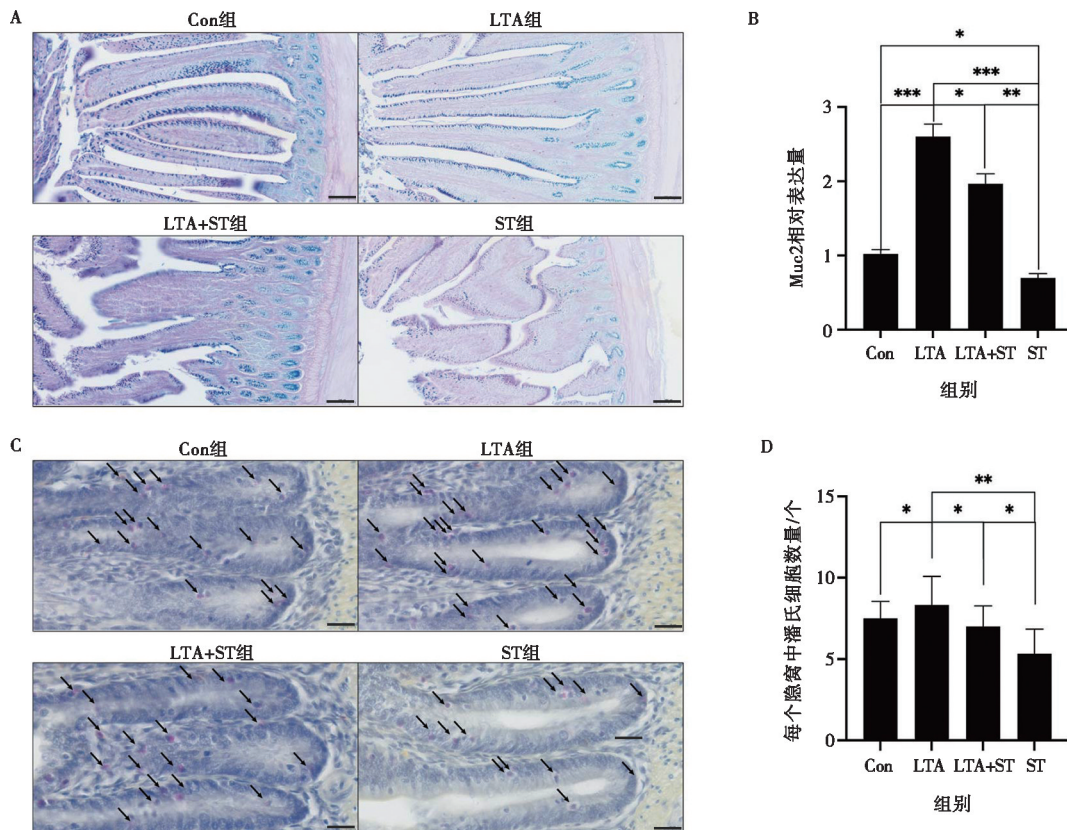 A
Con组
LTA组
LTA+ST组
ST组
B
*
***
***
*
**
3
2
1
0
Muc2相对表达量
Con
LTA
LTA+ST
ST
组别
C
Con组
LTA组
LTA+ST组
ST组
D
**
*
*
*
15
10
5
0
每个隐窝中潘氏细胞数量/个
Con
LTA
LTA+ST
ST
组别